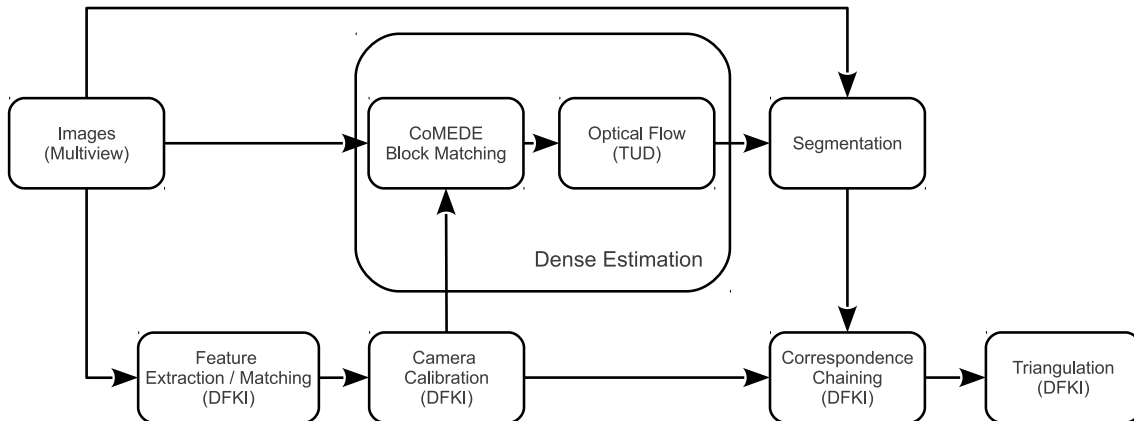 Images
(Multiview)
CoMEDE
Block Matching
Optical Flow
(TUD)
Segmentation
Dense Estimation
Feature
Extraction / Matching
(DFKI)
Camera
Calibration
(DFKI)
Correspondence
Chaining
(DFKI)
Triangulation
(DFKI)